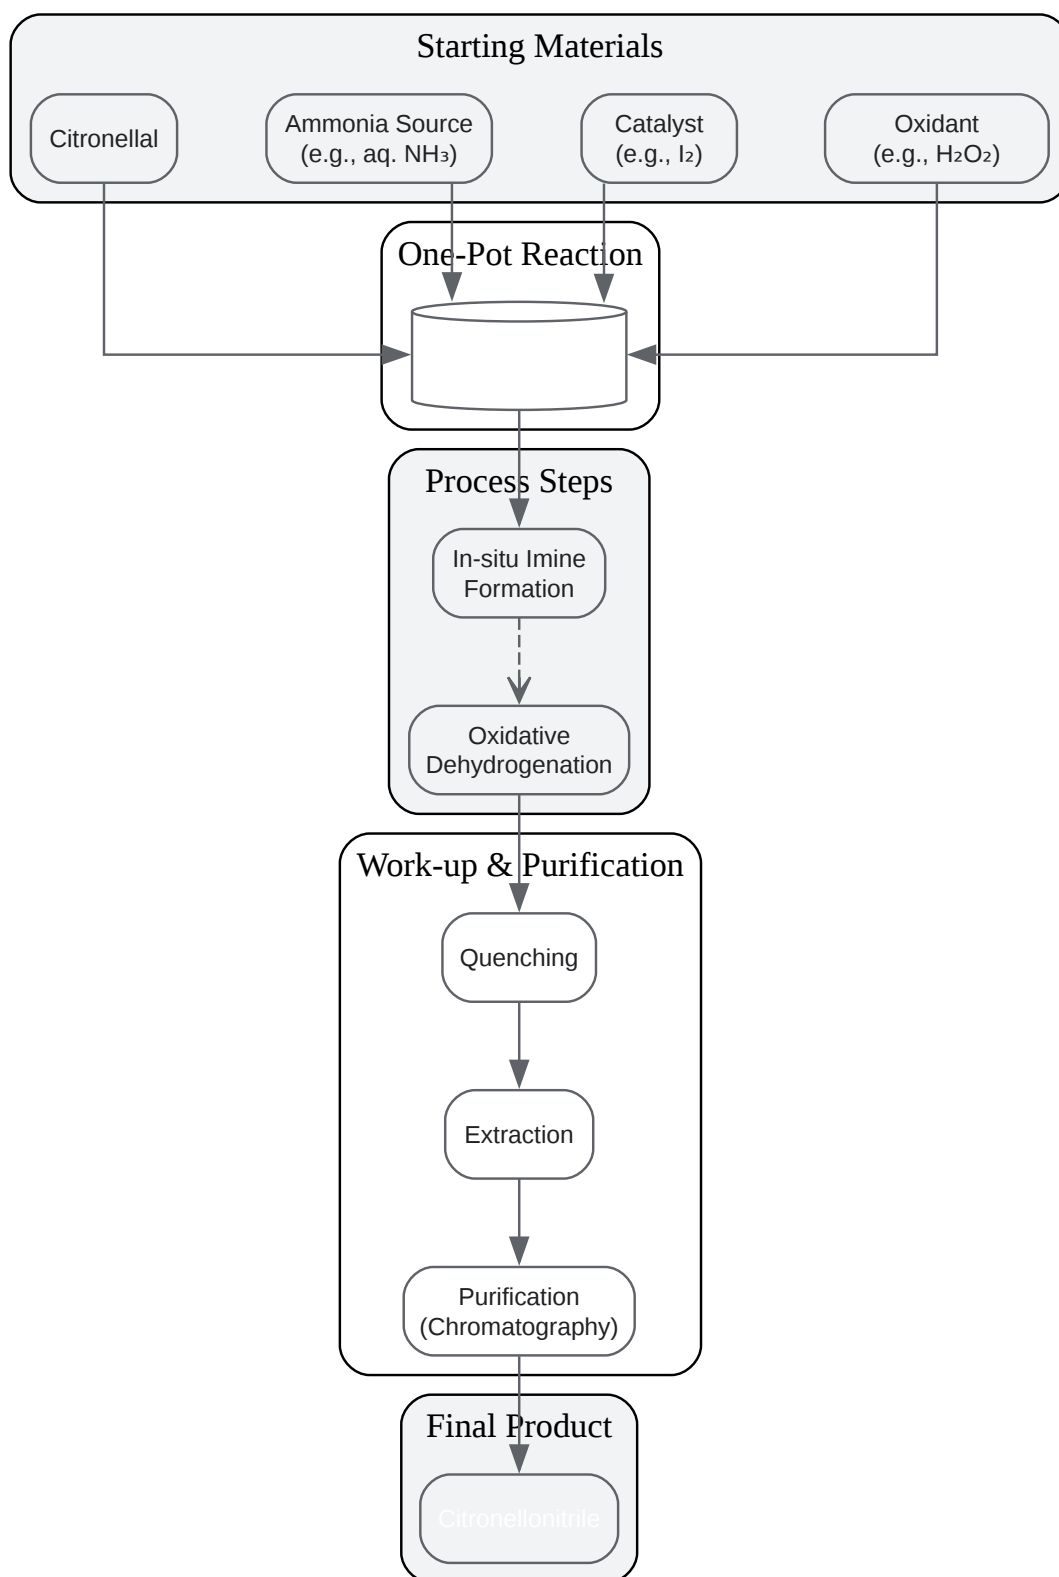 Starting Materials
Citronellal
Ammonia Source
(e.g., aq. NH₃)
Catalyst
(e.g., I₂)
Oxidant
(e.g., H₂O₂)
One-Pot Reaction
Process Steps
In-situ Imine
Formation
Oxidative
Dehydrogenation
Work-up & Purification
Quenching
Extraction
Purification
(Chromatography)
Final Product
Citronellonitrile